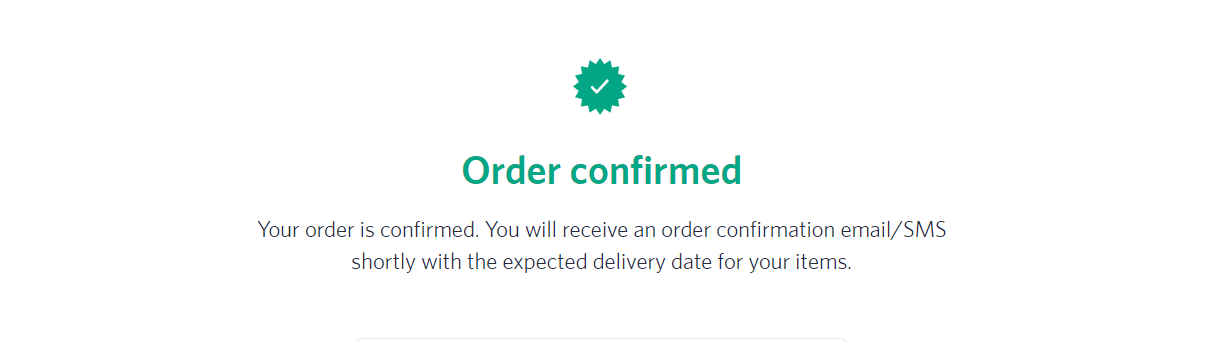 Order confirmed
Your order is confirmed. You will receive an order confirmation email/SMS
shortly with the expected delivery date for your items.